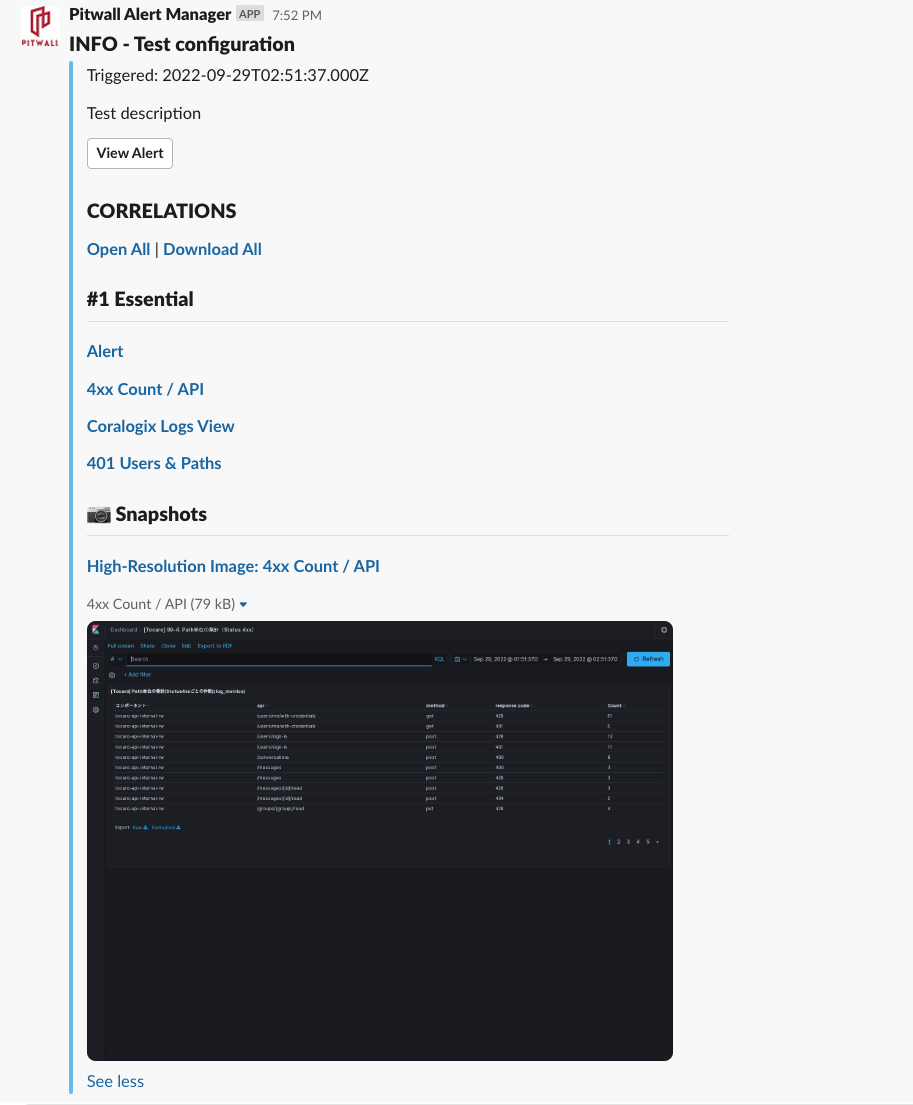 Pitwall Alert Manager APP 7:52 PM
PITWALL
INFO - Test configuration
Triggered: 2022-09-29T02:51:37.000Z
Test description
View Alert
CORRELATIONS
Open All | Download All
#1 Essential
Alert
4xx Count / API
Coralogix Logs View
401 Users & Paths
Snapshots
High-Resolution Image: 4xx Count / API
4xx Count / API (79 kB)
Dashboard [Tocaro] 99-4. Path単位の集計 (Status 4xx)
Full screen Share Clone Edit Export to PDF
Search KQL Sep 29, 2022 @ 01:51:37.0 → Sep 29, 2022 @ 02:51:37.0 Refresh
+ Add filter
[Tocaro] Path単位の集計(Status4xxごとの件数)(log_metrics)
コンポーネント api method response code Count
tocaro-api-internal-rw /users/me/with-credentials get 428
tocaro-api-internal-rw /users/me/with-credentials get 401 5
tocaro-api-internal-rw /users/sign-in post 428 13
tocaro-api-internal-rw /users/sign-in post 401 11
tocaro-api-internal-rw /conversations post 400 8
tocaro-api-internal-rw /messages post 400 3
tocaro-api-internal-rw /messages post 428 3
tocaro-api-internal-rw /messages/{id}/read post 428 3
tocaro-api-internal-rw /messages/{id}/read post 404 2
tocaro-api-internal-rw /groups/{group}/read put 428 4
Export: Raw Formatted
1 2 3 4 5
See less